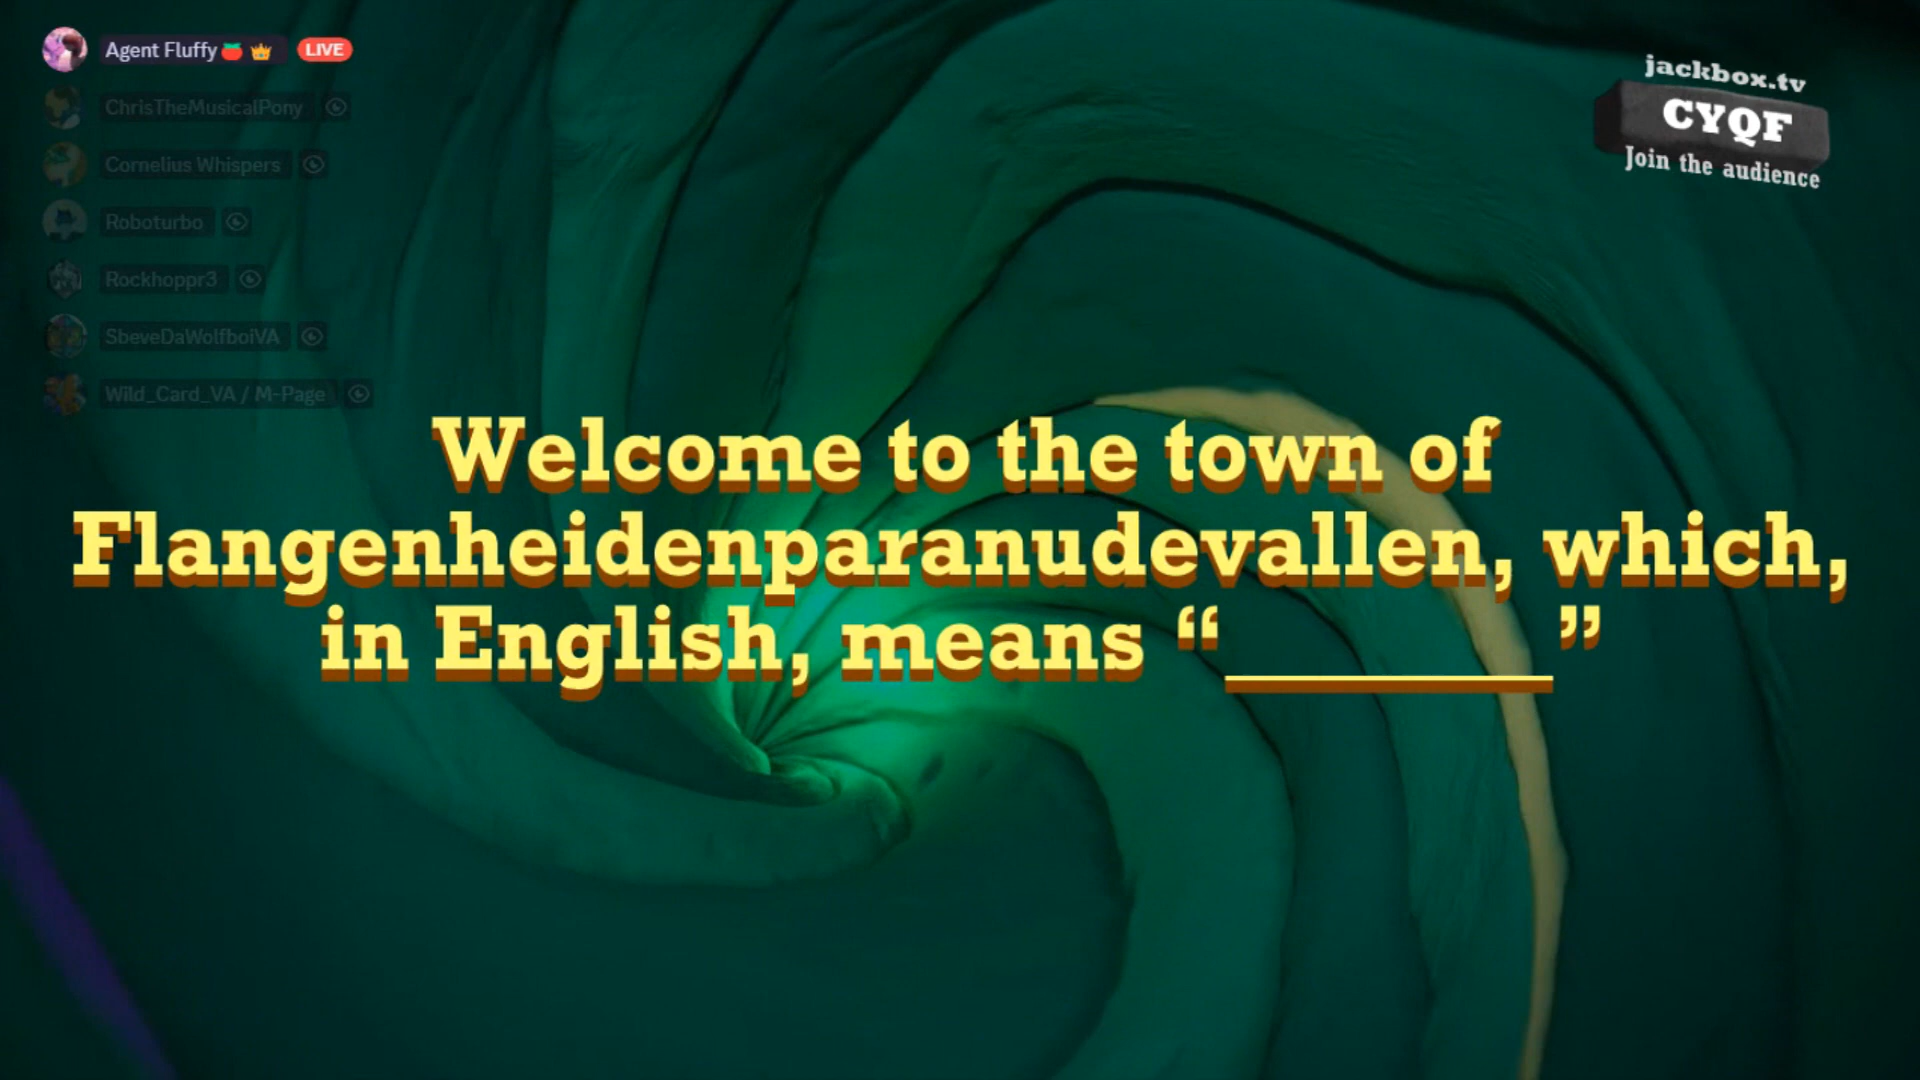 Agent Fluffy🍅👑 LIVE
ChrisTheMusicalPony
Cornelius Whispers
Roboturbo
Rockhoppr3
SbeveDaWolfboiVA
Wild_Card_VA / M-Page
jackbox.tv
CYQF
Join the audience
Welcome to the town of
Flangenheidenparanudevallen, which,
in English, means “________”